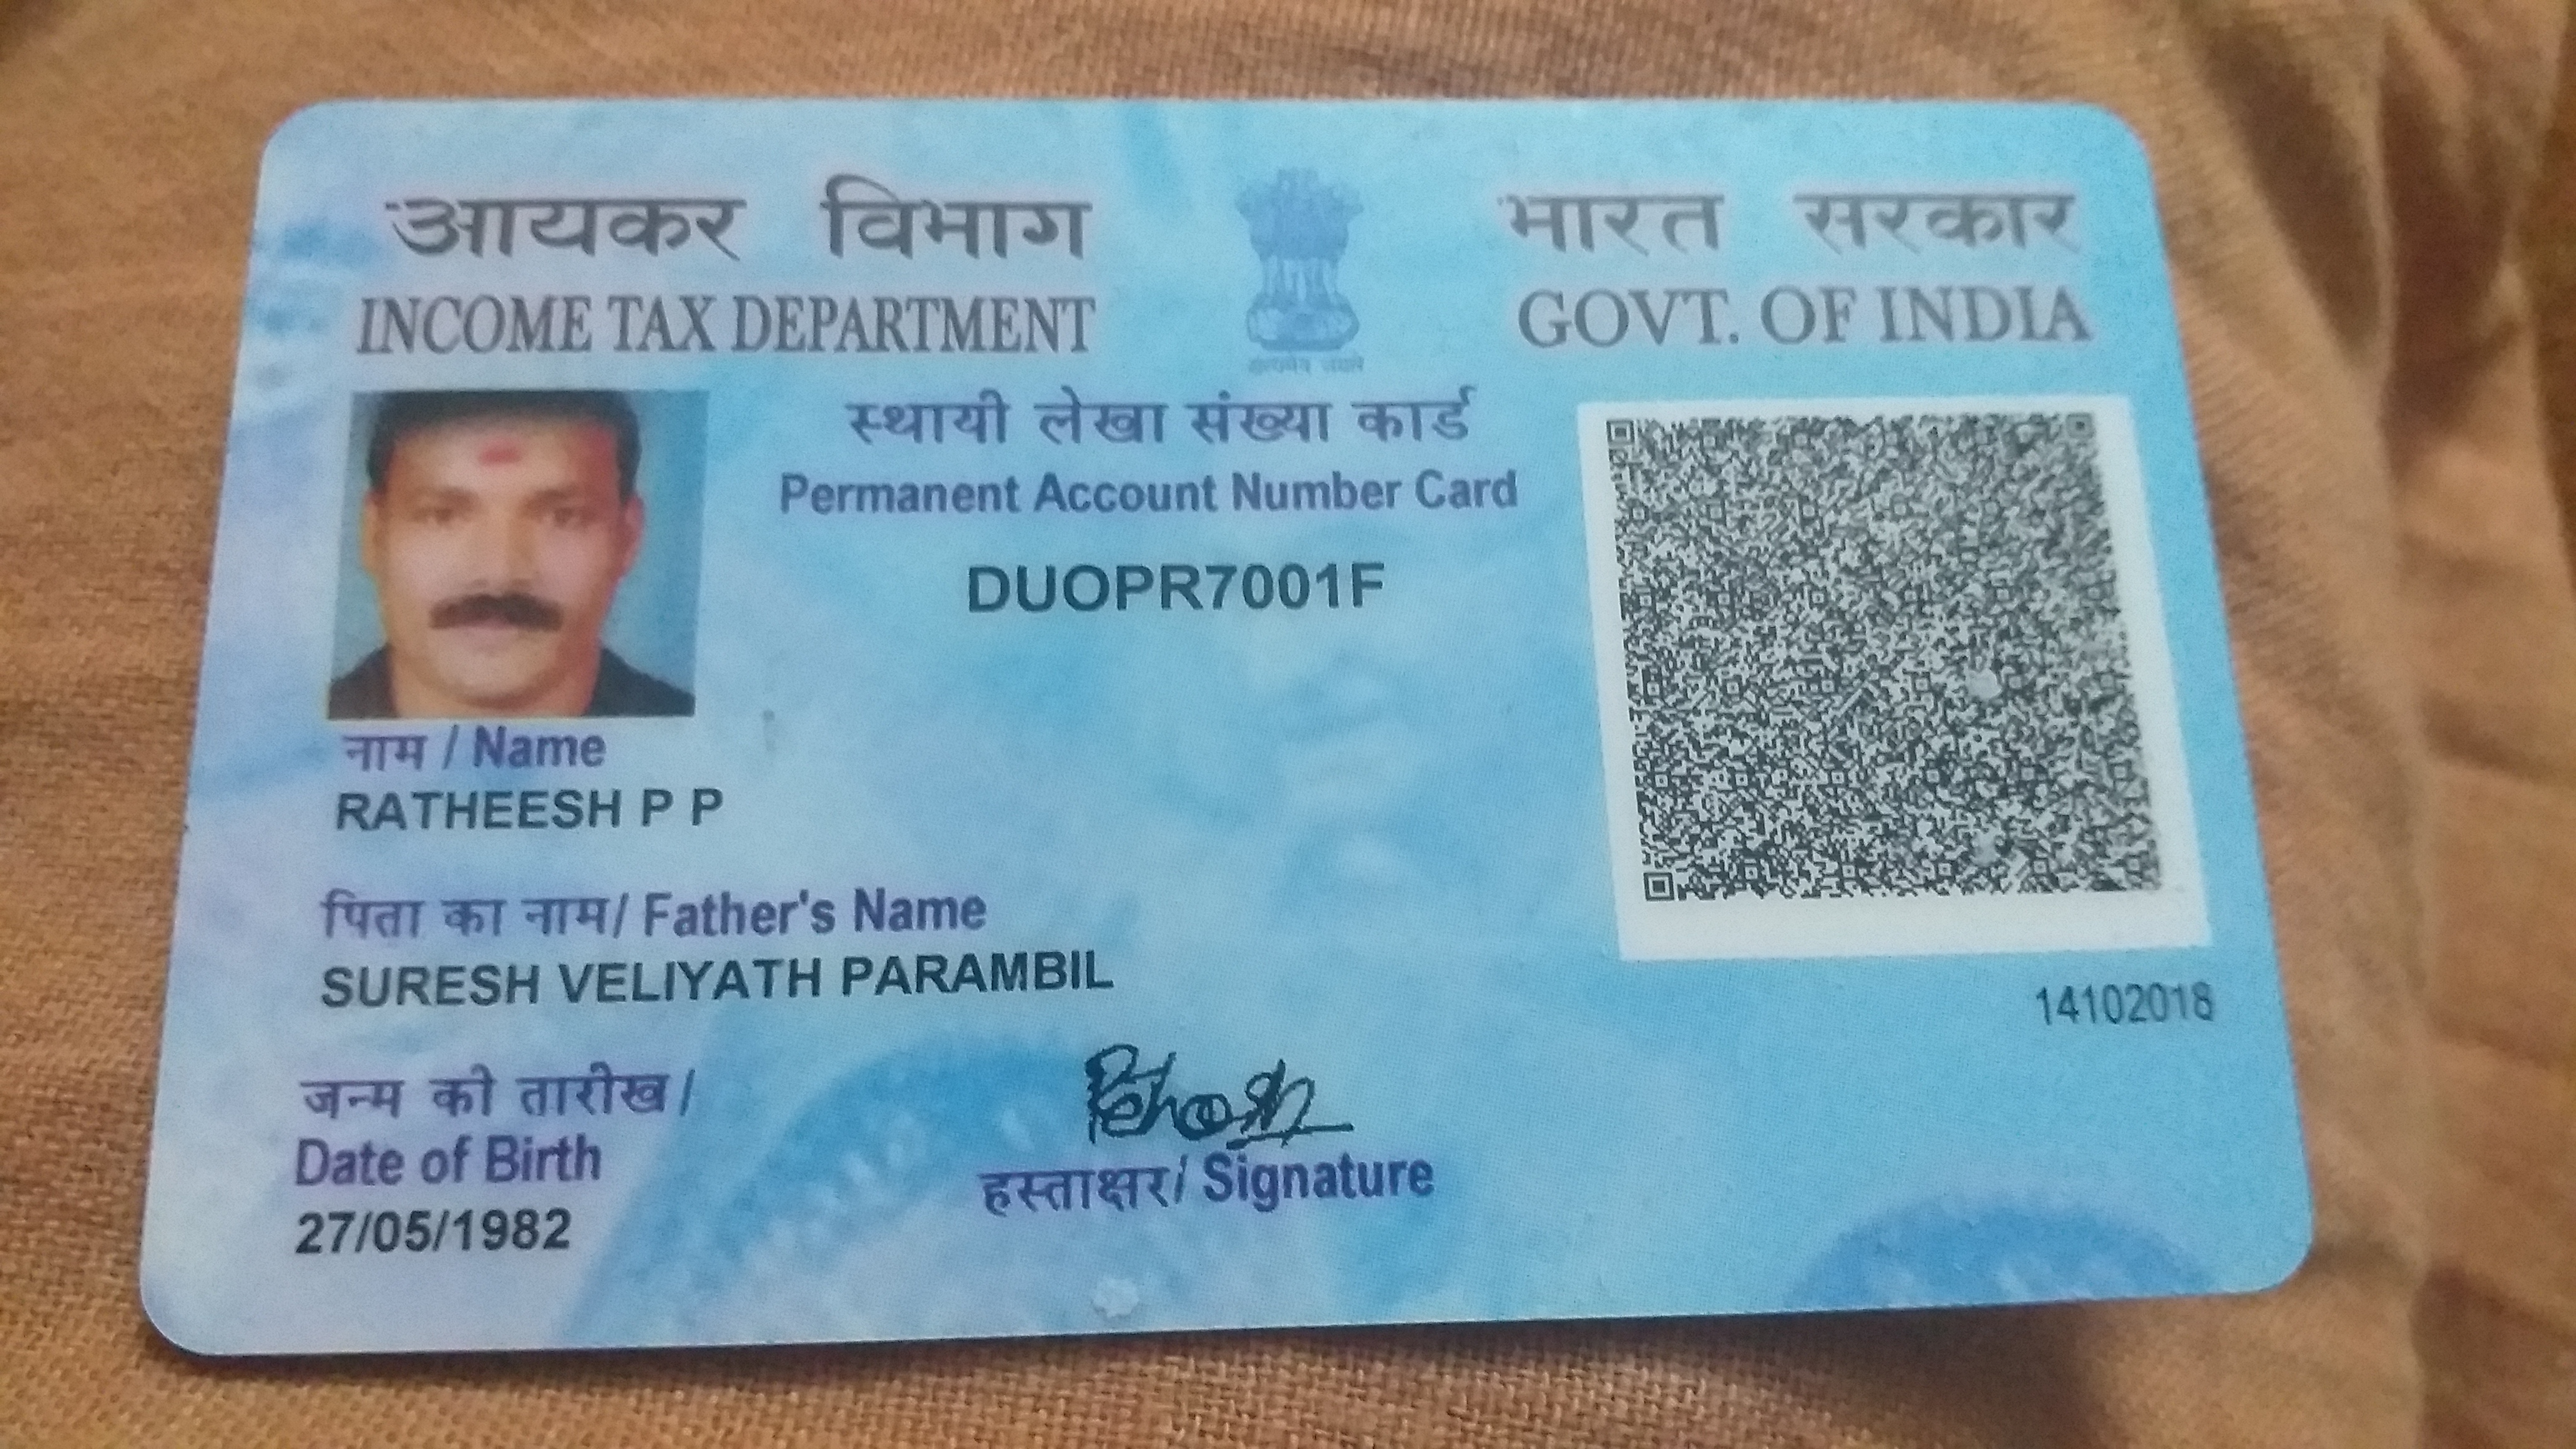 आयकर विभाग
INCOME TAX DEPARTMENT
भारत सरकार
GOVT. OF INDIA
स्थायी लेखा संख्या कार्ड
Permanent Account Number Card
DUOPR7001F
नाम / Name
RATHEESH P P
पिता का नाम/ Father's Name
SURESH VELIYATH PARAMBIL
जन्म की तारीख /
Date of Birth
27/05/1982
हस्ताक्षर/ Signature
14102018